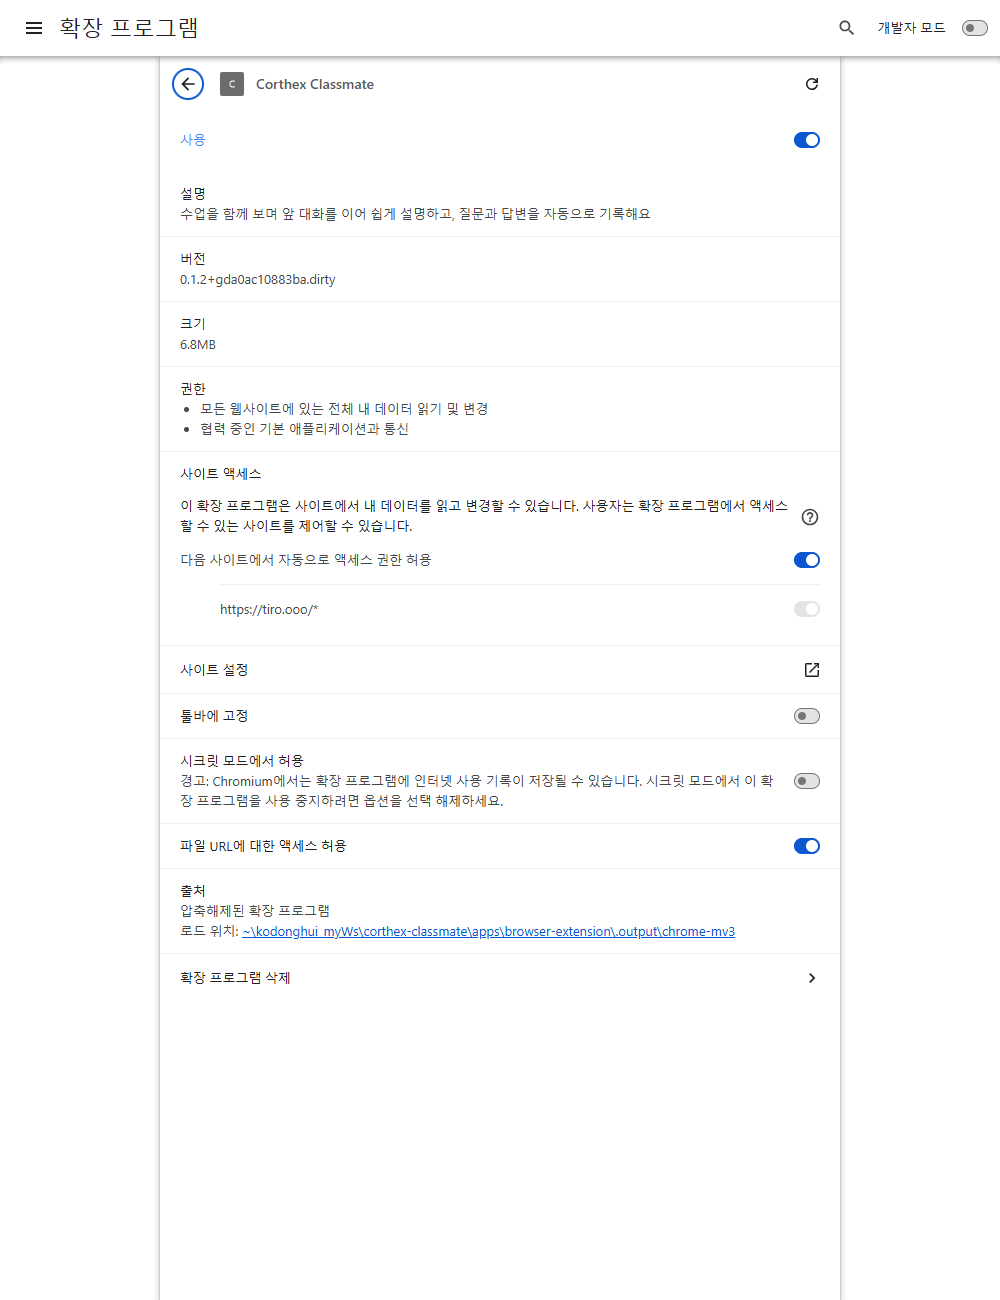 확장 프로그램
개발자 모드
C
Corthex Classmate
사용
설명
수업을 함께 보며 앞 대화를 이어 쉽게 설명하고, 질문과 답변을 자동으로 기록해요
버전
0.1.2+gda0ac10883ba.dirty
크기
6.8MB
권한
모든 웹사이트에 있는 전체 내 데이터 읽기 및 변경
협력 중인 기본 애플리케이션과 통신
사이트 액세스
이 확장 프로그램은 사이트에서 내 데이터를 읽고 변경할 수 있습니다. 사용자는 확장 프로그램에서 액세스
할 수 있는 사이트를 제어할 수 있습니다.
다음 사이트에서 자동으로 액세스 권한 허용
https://tiro.ooo/*
사이트 설정
툴바에 고정
시크릿 모드에서 허용
경고: Chromium에서는 확장 프로그램에 인터넷 사용 기록이 저장될 수 있습니다. 시크릿 모드에서 이 확
장 프로그램을 사용 중지하려면 옵션을 선택 해제하세요.
파일 URL에 대한 액세스 허용
출처
압축해제된 확장 프로그램
로드 위치: ~\kodonghui_myWs\corthex-classmate\apps\browser-extension\.output\chrome-mv3
확장 프로그램 삭제